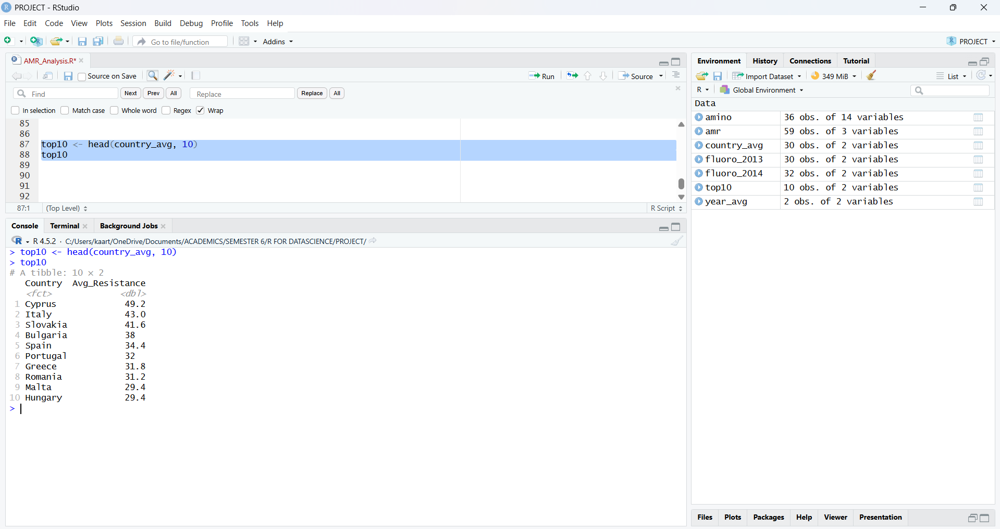 PROJECT - RStudio
File Edit Code View Plots Session Build Debug Profile Tools Help
Go to file/function Addins PROJECT
AMR_Analysis.R*
Source on Save Run Source
Find Next Prev All Replace Replace All
In selection Match case Whole word Regex Wrap
85
86
87 top10 <- head(country_avg, 10)
88 top10
89
90
91
92
87:1 (Top Level) R Script
Console Terminal Background Jobs
R 4.5.2 · C:/Users/kaart/OneDrive/Documents/ACADEMICS/SEMESTER 6/R FOR DATASCIENCE/PROJECT/
> top10 <- head(country_avg, 10)
> top10
# A tibble: 10 × 2
Country Avg_Resistance
<fct> <dbl>
1 Cyprus 49.2
2 Italy 43.0
3 Slovakia 41.6
4 Bulgaria 38
5 Spain 34.4
6 Portugal 32
7 Greece 31.8
8 Romania 31.2
9 Malta 29.4
10 Hungary 29.4
>
Environment History Connections Tutorial
Import Dataset 349 MiB List
R Global Environment
Data
amino 36 obs. of 14 variables
amr 59 obs. of 3 variables
country_avg 30 obs. of 2 variables
fluoro_2013 30 obs. of 2 variables
fluoro_2014 32 obs. of 2 variables
top10 10 obs. of 2 variables
year_avg 2 obs. of 2 variables
Files Plots Packages Help Viewer Presentation